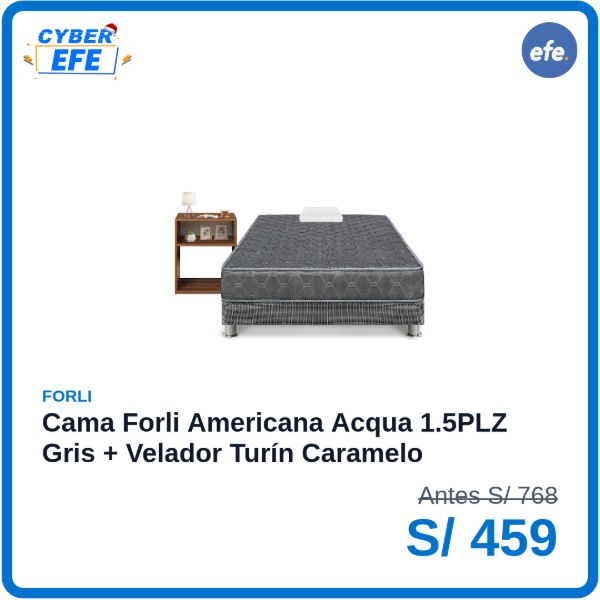 CYBER
EFE
efe.
FORLI
Cama Forli Americana Acqua 1.5PLZ
Gris + Velador Turín Caramelo
Antes S/ 768
S/ 459